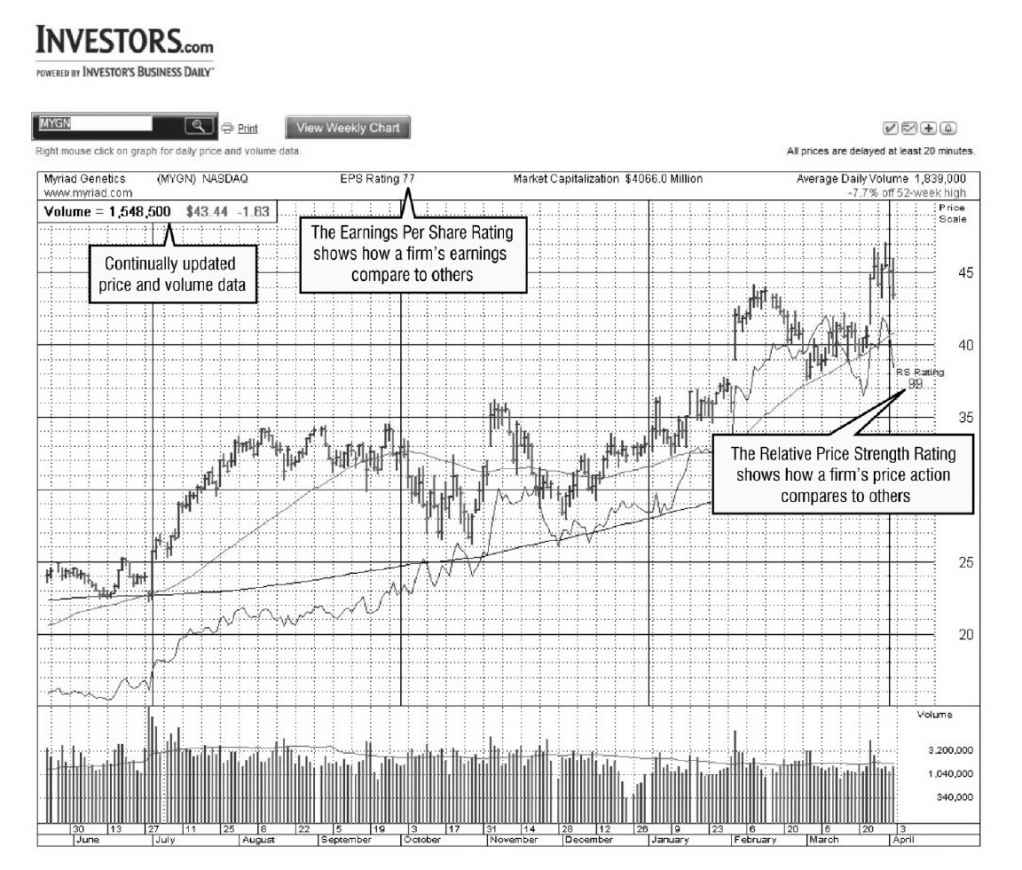 INVESTORS.com
POWERED BY INVESTOR'S BUSINESS DAILY
MYGN
Print
View Weekly Chart
Right mouse click on graph for daily price and volume data.
All prices are delayed at least 20 minutes.
Myriad Genetics (MYGN) NASDAQ EPS Rating 77 Market Capitalization $4066.0 Million Average Daily Volume 1,839,000
www.myriad.com -7.7% off 52-week high
Volume = 1,548,500 $43.44 -1.63
Price
Scale
The Earnings Per Share Rating
shows how a firm's earnings
compare to others
Continually updated
price and volume data
45
40
RS Rating
99
35
The Relative Price Strength Rating
shows how a firm's price action
compares to others
25
20
Volume
3,200,000
1,040,000
340,000
30 13 27 11 25 8 22 5 19 3 17 31 14 28 12 26 9 23 6 20 6 20 3
June July August September October November December January February March April